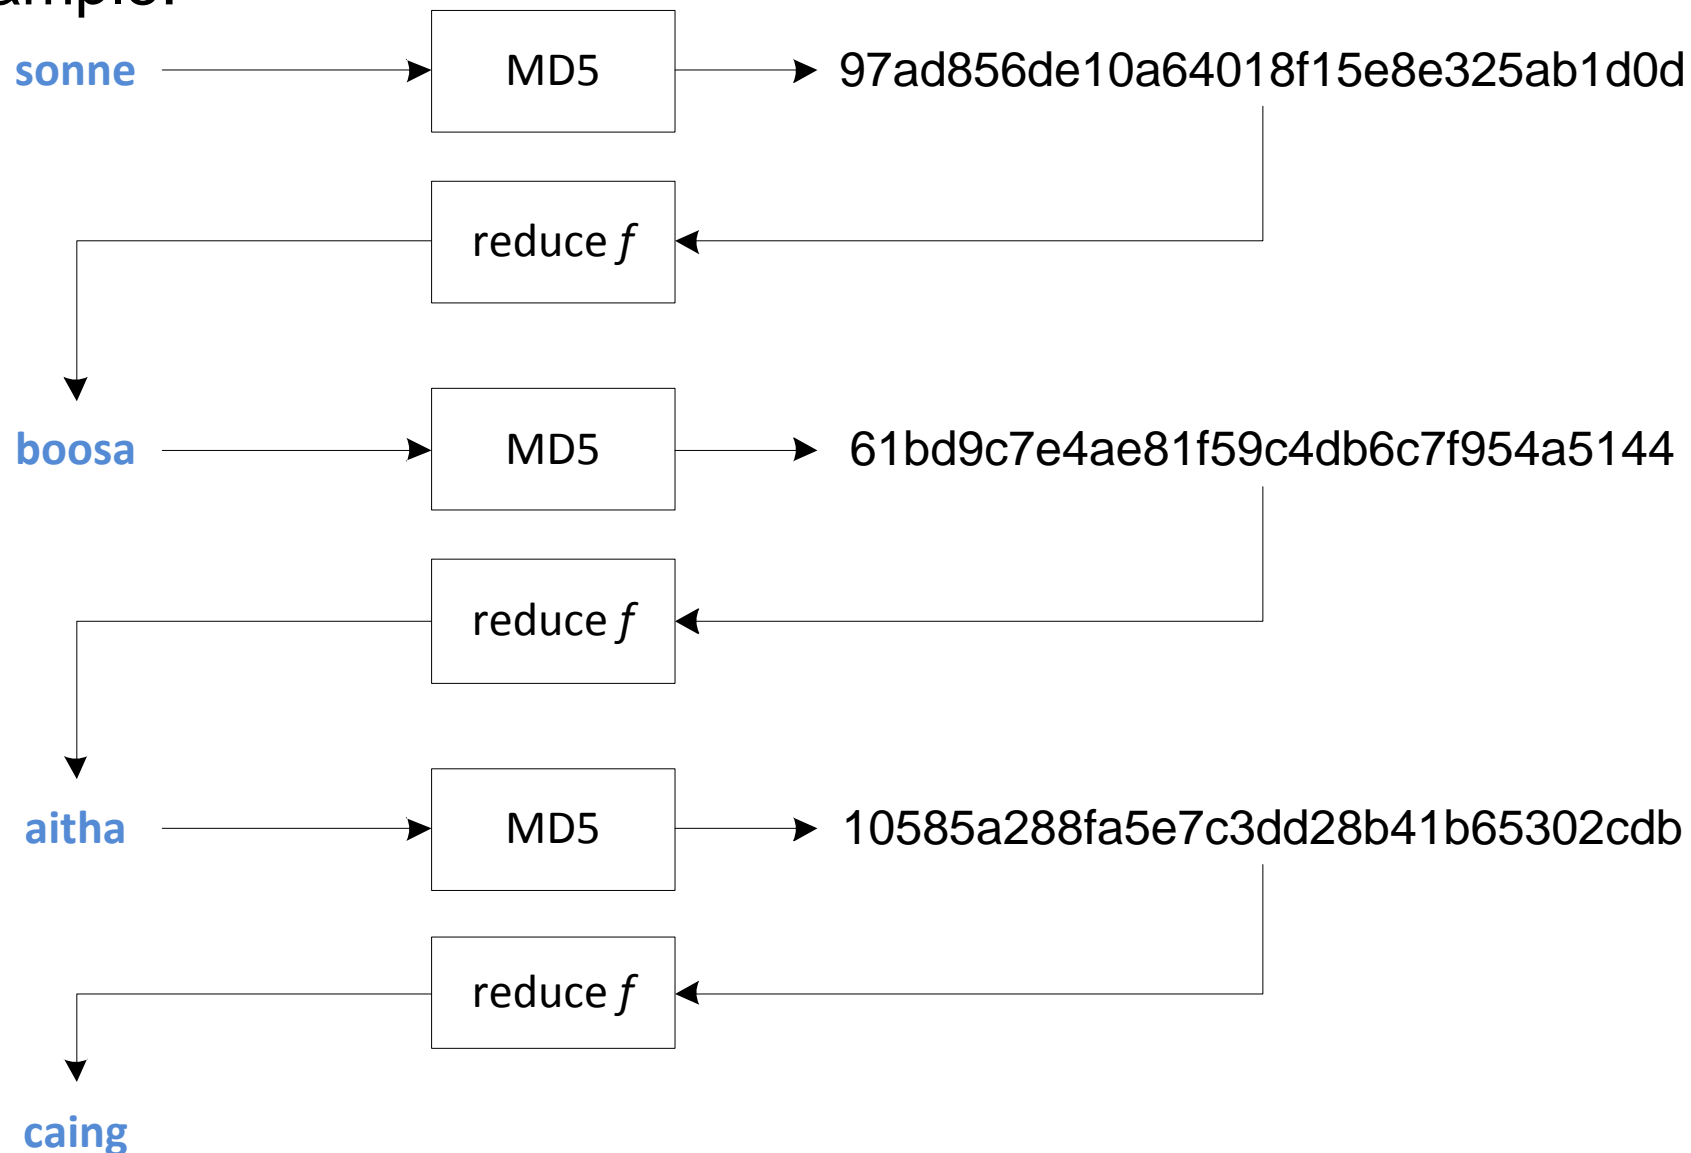 sonne MD5 97ad856de10a64018f15e8e325ab1d0d
reduce f
boosa MD5 61bd9c7e4ae81f59c4db6c7f954a5144
reduce f
aitha MD5 10585a288fa5e7c3dd28b41b65302cdb
reduce f
caing